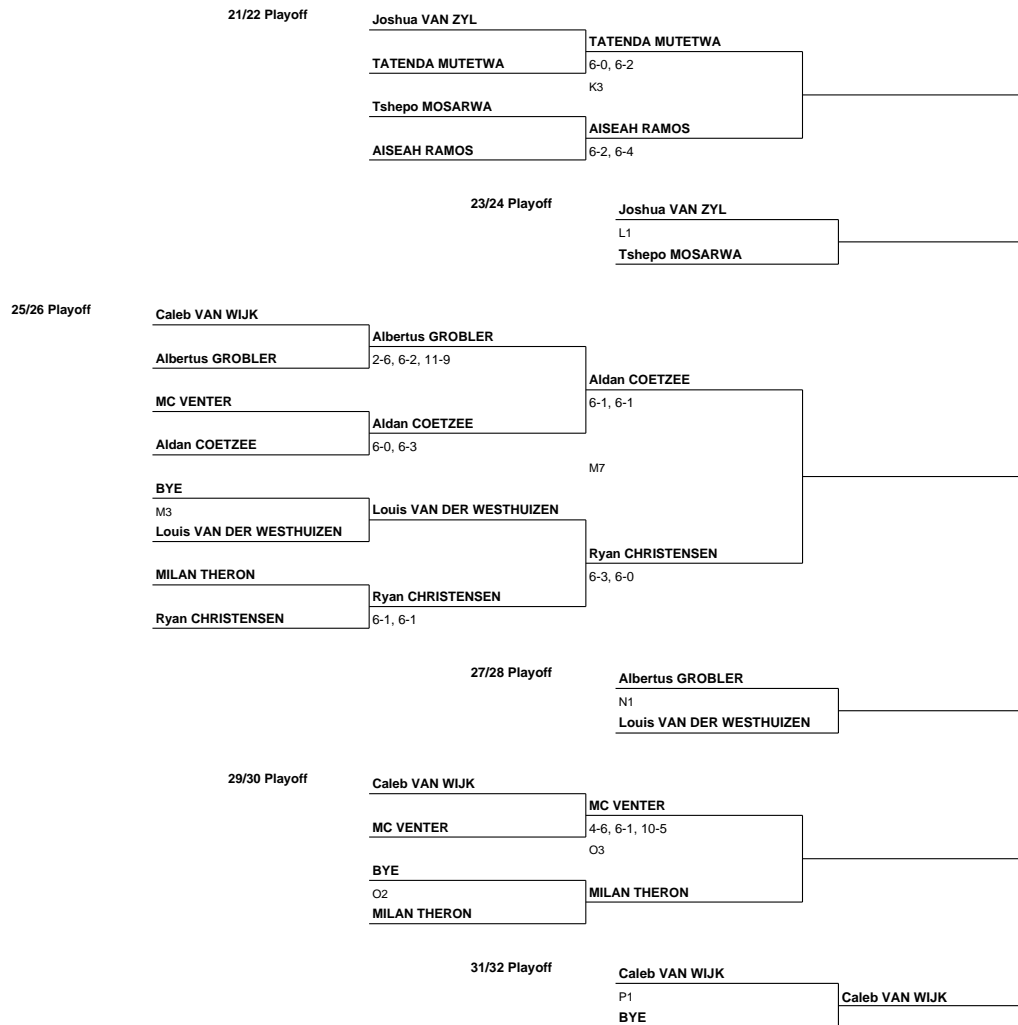 21/22 Playoff
Joshua VAN ZYL
TATENDA MUTETWA
TATENDA MUTETWA
6-0, 6-2
K3
Tshepo MOSARWA
AISEAH RAMOS
AISEAH RAMOS
6-2, 6-4
23/24 Playoff
Joshua VAN ZYL
L1
Tshepo MOSARWA
25/26 Playoff
Caleb VAN WIJK
Albertus GROBLER
Albertus GROBLER
2-6, 6-2, 11-9
Aldan COETZEE
6-1, 6-1
MC VENTER
Aldan COETZEE
Aldan COETZEE
6-0, 6-3
M7
BYE
M3
Louis VAN DER WESTHUIZEN
Louis VAN DER WESTHUIZEN
Ryan CHRISTENSEN
6-3, 6-0
MILAN THERON
Ryan CHRISTENSEN
Ryan CHRISTENSEN
6-1, 6-1
27/28 Playoff
Albertus GROBLER
N1
Louis VAN DER WESTHUIZEN
29/30 Playoff
Caleb VAN WIJK
MC VENTER
MC VENTER
4-6, 6-1, 10-5
O3
BYE
O2
MILAN THERON
MILAN THERON
31/32 Playoff
Caleb VAN WIJK
P1
Caleb VAN WIJK
BYE